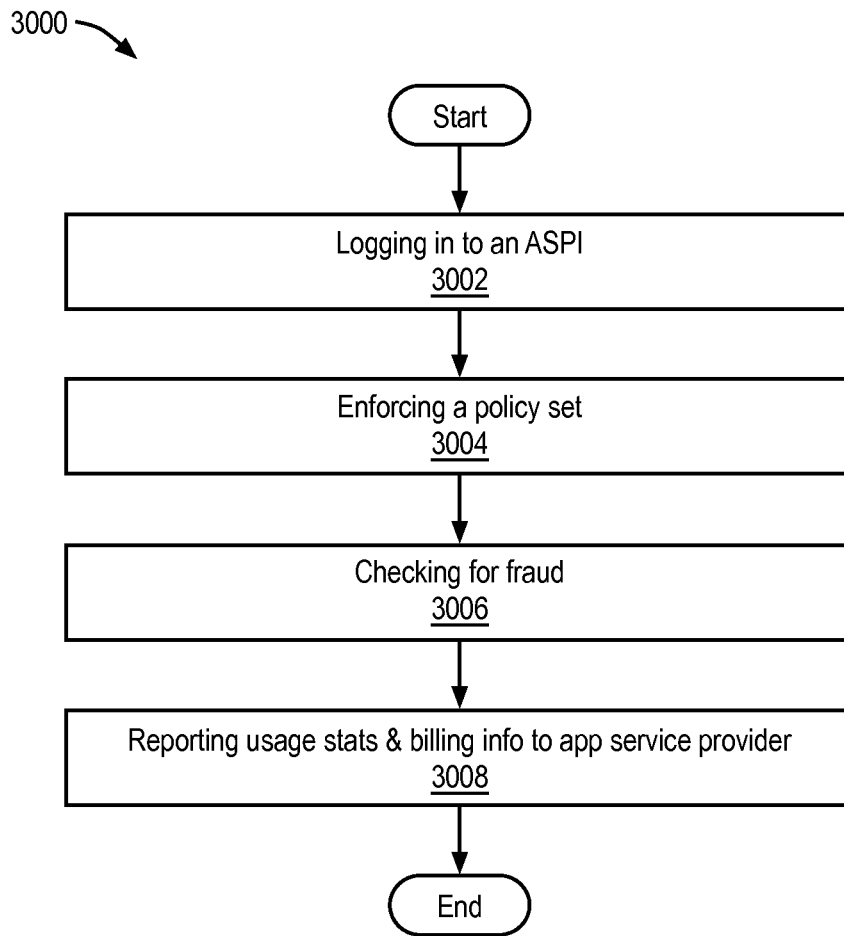 3000
Start
Logging in to an ASPI
3002
Enforcing a policy set
3004
Checking for fraud
3006
Reporting usage stats & billing info to app service provider
3008
End